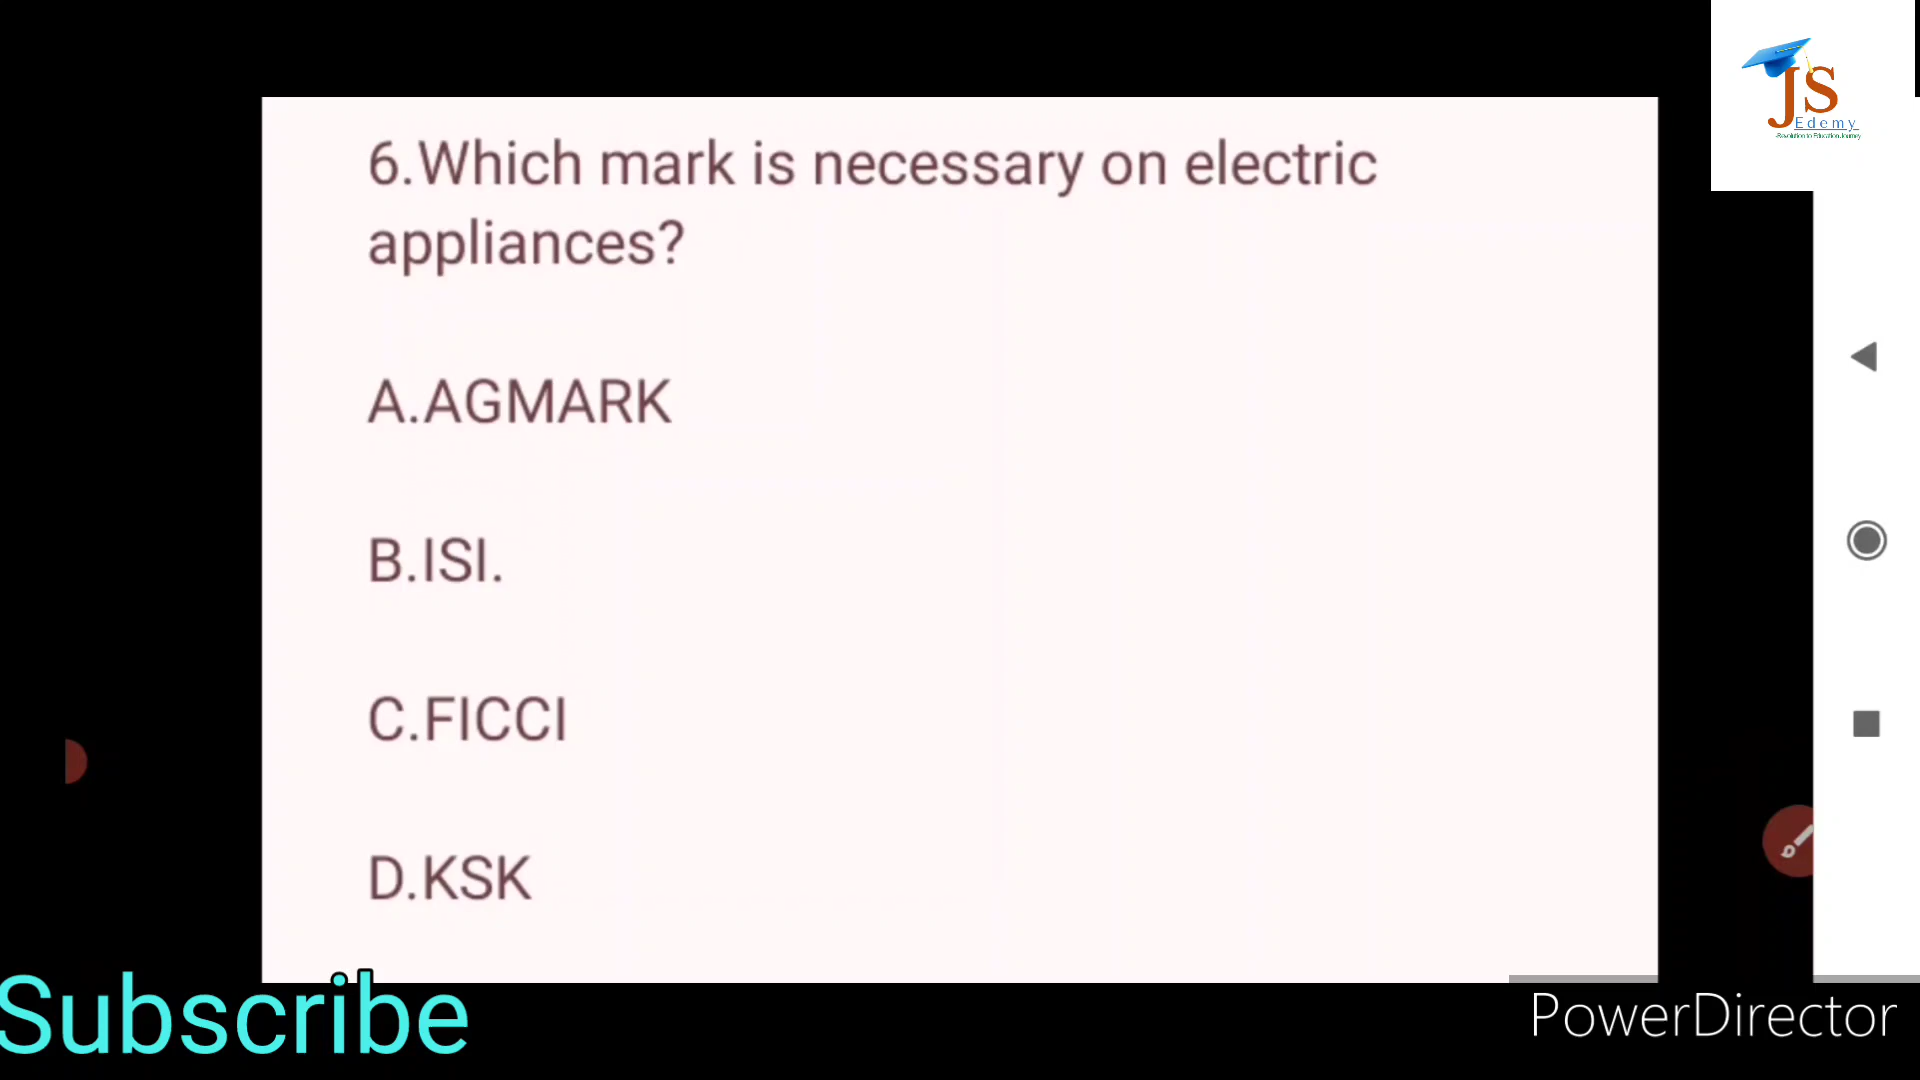 JS
Edemy
6.Which mark is necessary on electric
appliances?
A.AGMARK
B.ISI.
C.FICCI
D.KSK
Subscribe
PowerDirector